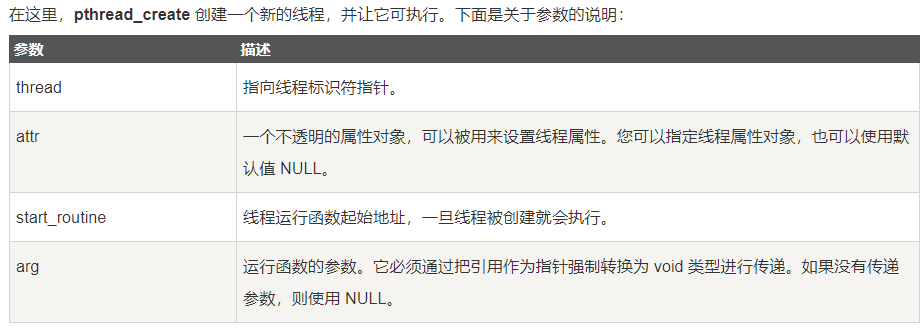 在这里，pthread_create 创建一个新的线程，并让它可执行。下面是关于参数的说明：
参数 描述
thread 指向线程标识符指针。
attr 一个不透明的属性对象，可以被用来设置线程属性。您可以指定线程属性对象，也可以使用默
认值 NULL。
start_routine 线程运行函数起始地址，一旦线程被创建就会执行。
arg 运行函数的参数。它必须通过把引用作为指针强制转换为 void 类型进行传递。如果没有传递
参数，则使用 NULL。